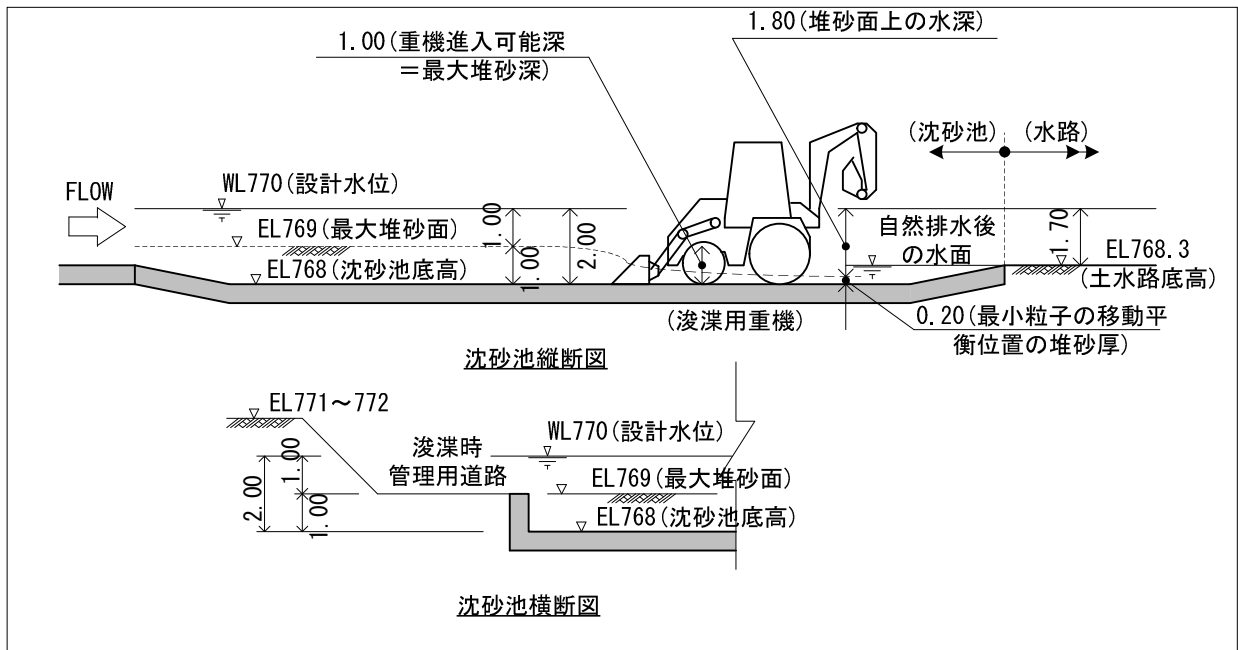 1.00(重機進入可能深
＝最大堆砂深)
1.80(堆砂面上の水深)
(沈砂池)
(水路)
FLOW
WL770(設計水位)
EL769(最大堆砂面)
EL768(沈砂池底高)
1.00
1.00
2.00
自然排水後
の水面
1.70
EL768.3
(土水路底高)
(浚渫用重機)
0.20(最小粒子の移動平
衡位置の堆砂厚)
沈砂池縦断図
EL771～772
浚渫時
管理用道路
WL770(設計水位)
EL769(最大堆砂面)
EL768(沈砂池底高)
2.00
1.00
1.00
沈砂池横断図